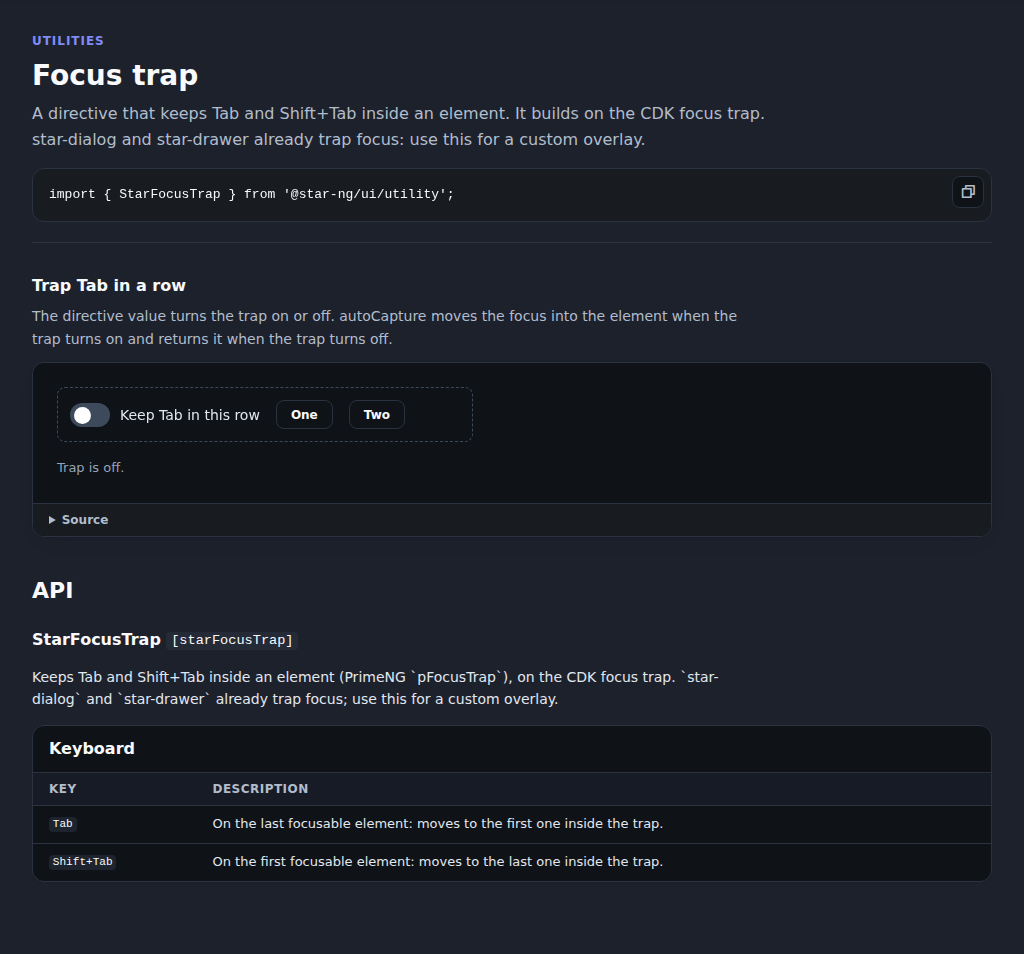 UTILITIES
Focus trap
A directive that keeps Tab and Shift+Tab inside an element. It builds on the CDK focus trap.
star-dialog and star-drawer already trap focus: use this for a custom overlay.
import { StarFocusTrap } from '@star-ng/ui/utility';
Trap Tab in a row
The directive value turns the trap on or off. autoCapture moves the focus into the element when the
trap turns on and returns it when the trap turns off.
Keep Tab in this row One Two
Trap is off.
Source
API
StarFocusTrap [starFocusTrap]
Keeps Tab and Shift+Tab inside an element (PrimeNG `pFocusTrap`), on the CDK focus trap. `star-
dialog` and `star-drawer` already trap focus; use this for a custom overlay.
Keyboard
KEY DESCRIPTION
Tab On the last focusable element: moves to the first one inside the trap.
Shift+Tab On the first focusable element: moves to the last one inside the trap.